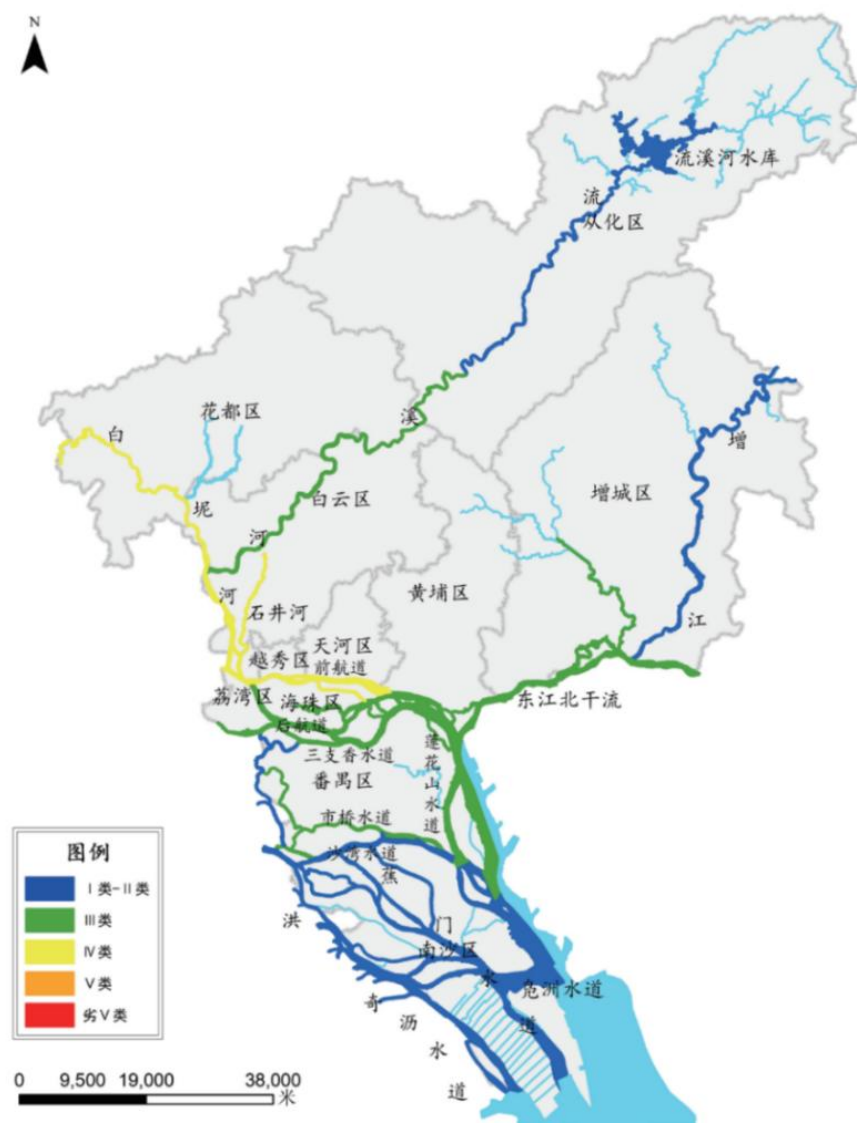 N
流溪河水库
流
从化区
花都区
溪
白
增
白云区
增城区
坭
河
黄埔区
河
石井河
江
天河区
越秀区
前航道
荔湾区
海珠区
东江北干流
后航道
三支香水道
莲花山水道
番禺区
市桥水道
沙湾水道
蕉
洪
门
南沙区
水
凫洲水道
奇
道
沥
水
道
图例
Ⅰ类-Ⅱ类
Ⅲ类
Ⅳ类
Ⅴ类
劣Ⅴ类
0 9,500 19,000 38,000
米